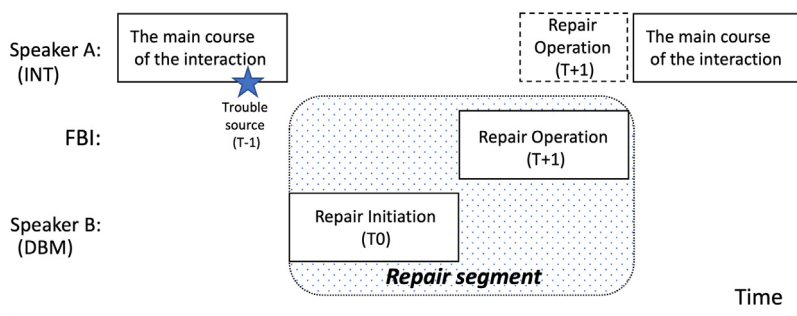 Speaker A:
(INT)
The main course
of the interaction
Trouble
source
(T-1)
Repair
Operation
(T+1)
The main course
of the interaction
FBI:
Repair Operation
(T+1)
Speaker B:
(DBM)
Repair Initiation
(T0)
Repair segment
Time